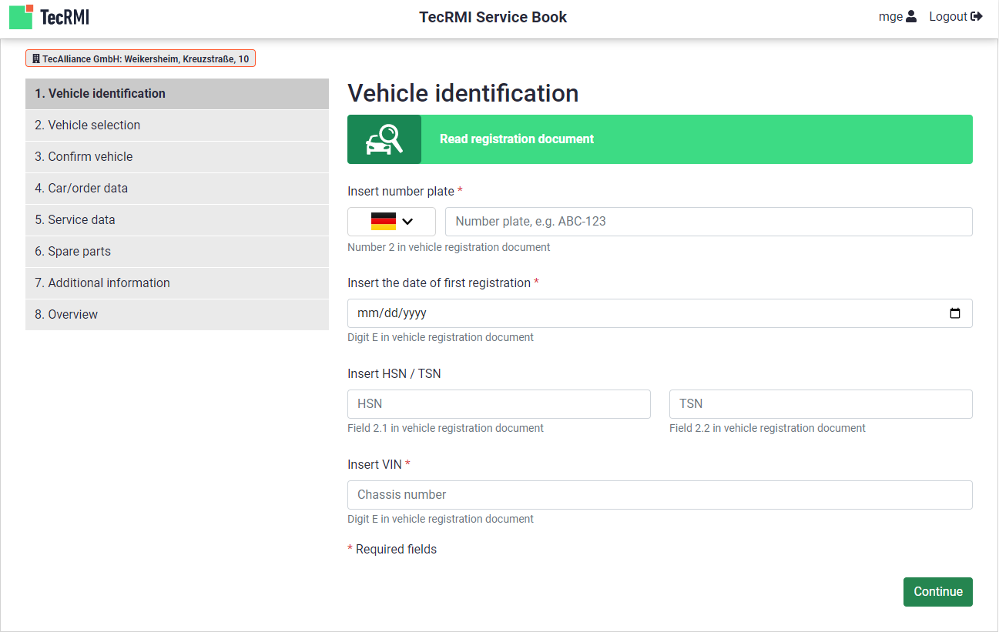 TecRMI
TecRMI Service Book
mge
Logout
TecAlliance GmbH: Weikersheim, Kreuzstraße, 10
1. Vehicle identification
2. Vehicle selection
3. Confirm vehicle
4. Car/order data
5. Service data
6. Spare parts
7. Additional information
8. Overview
Vehicle identification
Read registration document
Insert number plate *
Number plate, e.g. ABC-123
Number 2 in vehicle registration document
Insert the date of first registration *
mm/dd/yyyy
Digit E in vehicle registration document
Insert HSN / TSN
HSN
TSN
Field 2.1 in vehicle registration document
Field 2.2 in vehicle registration document
Insert VIN *
Chassis number
Digit E in vehicle registration document
* Required fields
Continue